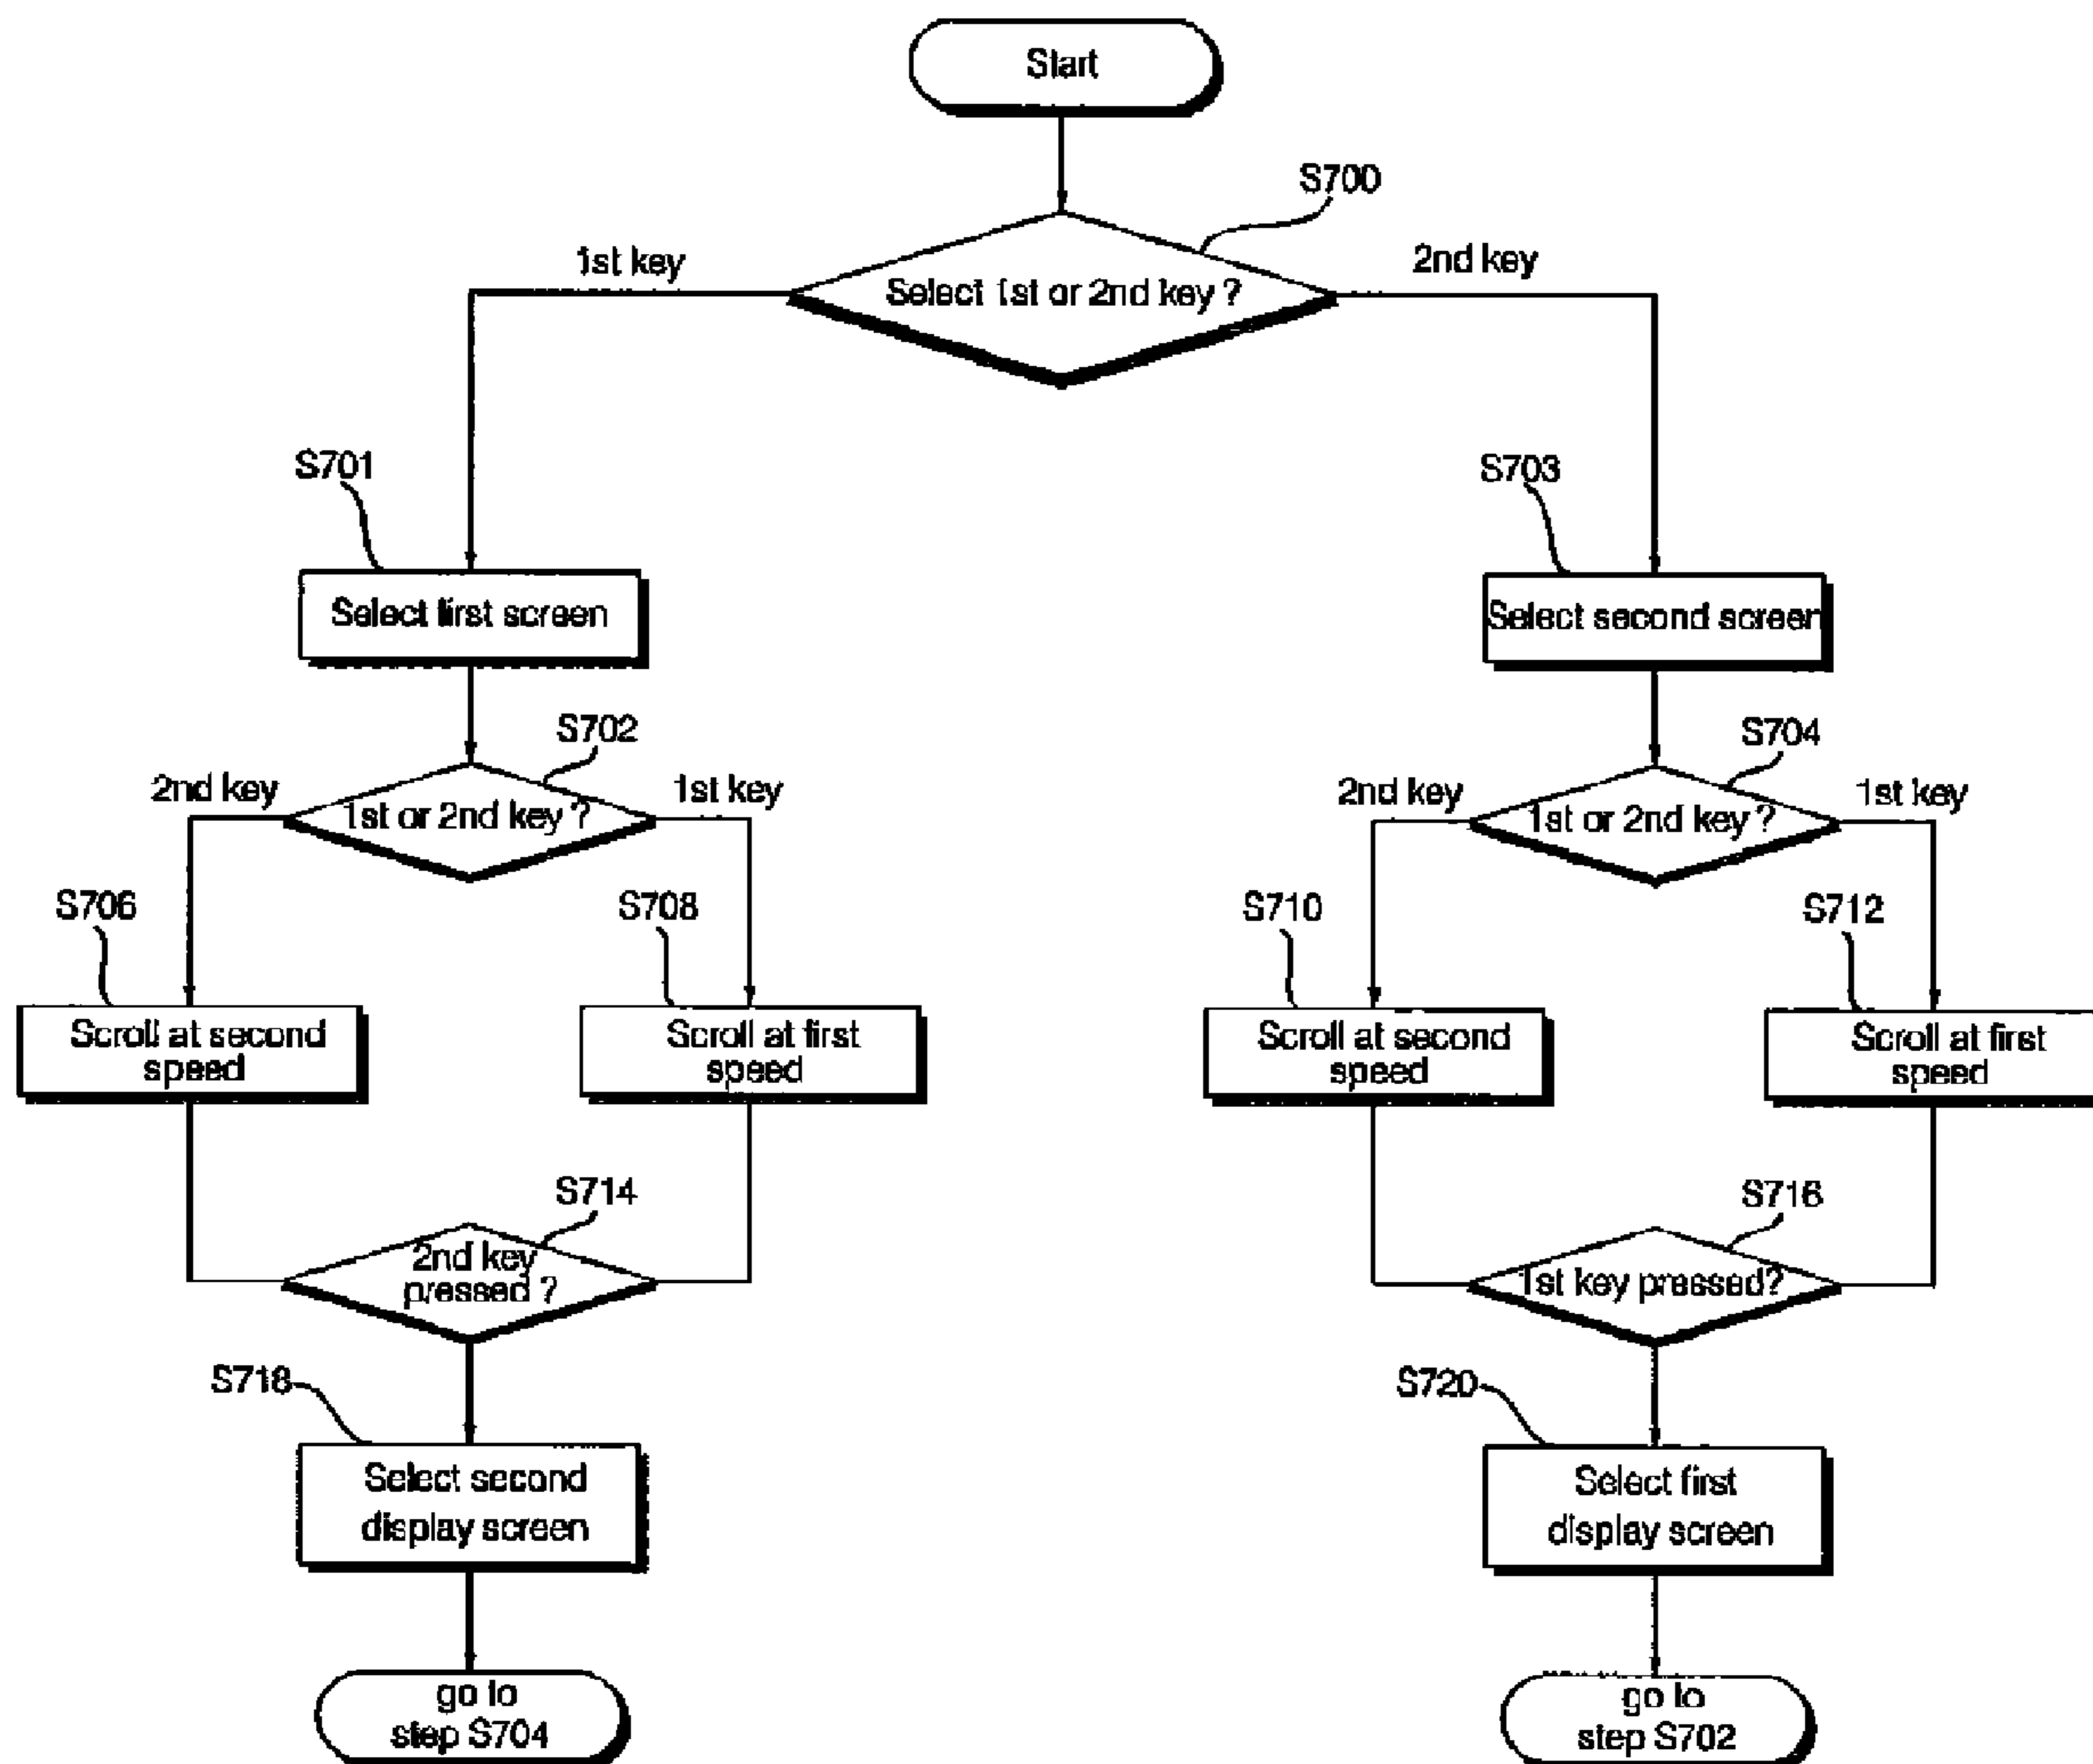 Start
S700
1st key
2nd key
Select 1st or 2nd key ?
S701
S703
Select first screen
Select second screen
S702
S704
2nd key
1st key
2nd key
1st key
1st or 2nd key ?
1st or 2nd key ?
S706
S708
S710
S712
Scroll at second
speed
Scroll at first
speed
Scroll at second
speed
Scroll at first
speed
S714
S716
2nd key
pressed ?
1st key pressed?
S718
S720
Select second
display screen
Select first
display screen
go to
step S704
go to
step S702